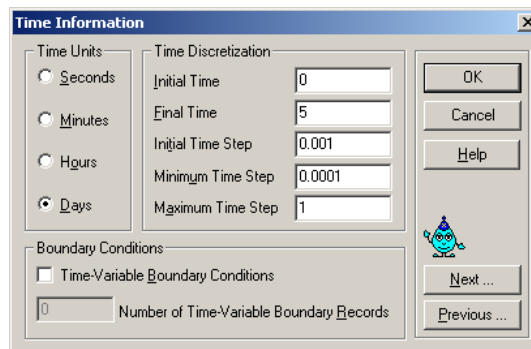 Time Information
Time Units
Seconds
Minutes
Hours
Days
Time Discretization
Initial Time 0
Final Time 5
Initial Time Step 0.001
Minimum Time Step 0.0001
Maximum Time Step 1
OK
Cancel
Help
Boundary Conditions
Time-Variable Boundary Conditions
0 Number of Time-Variable Boundary Records
Next ...
Previous ...